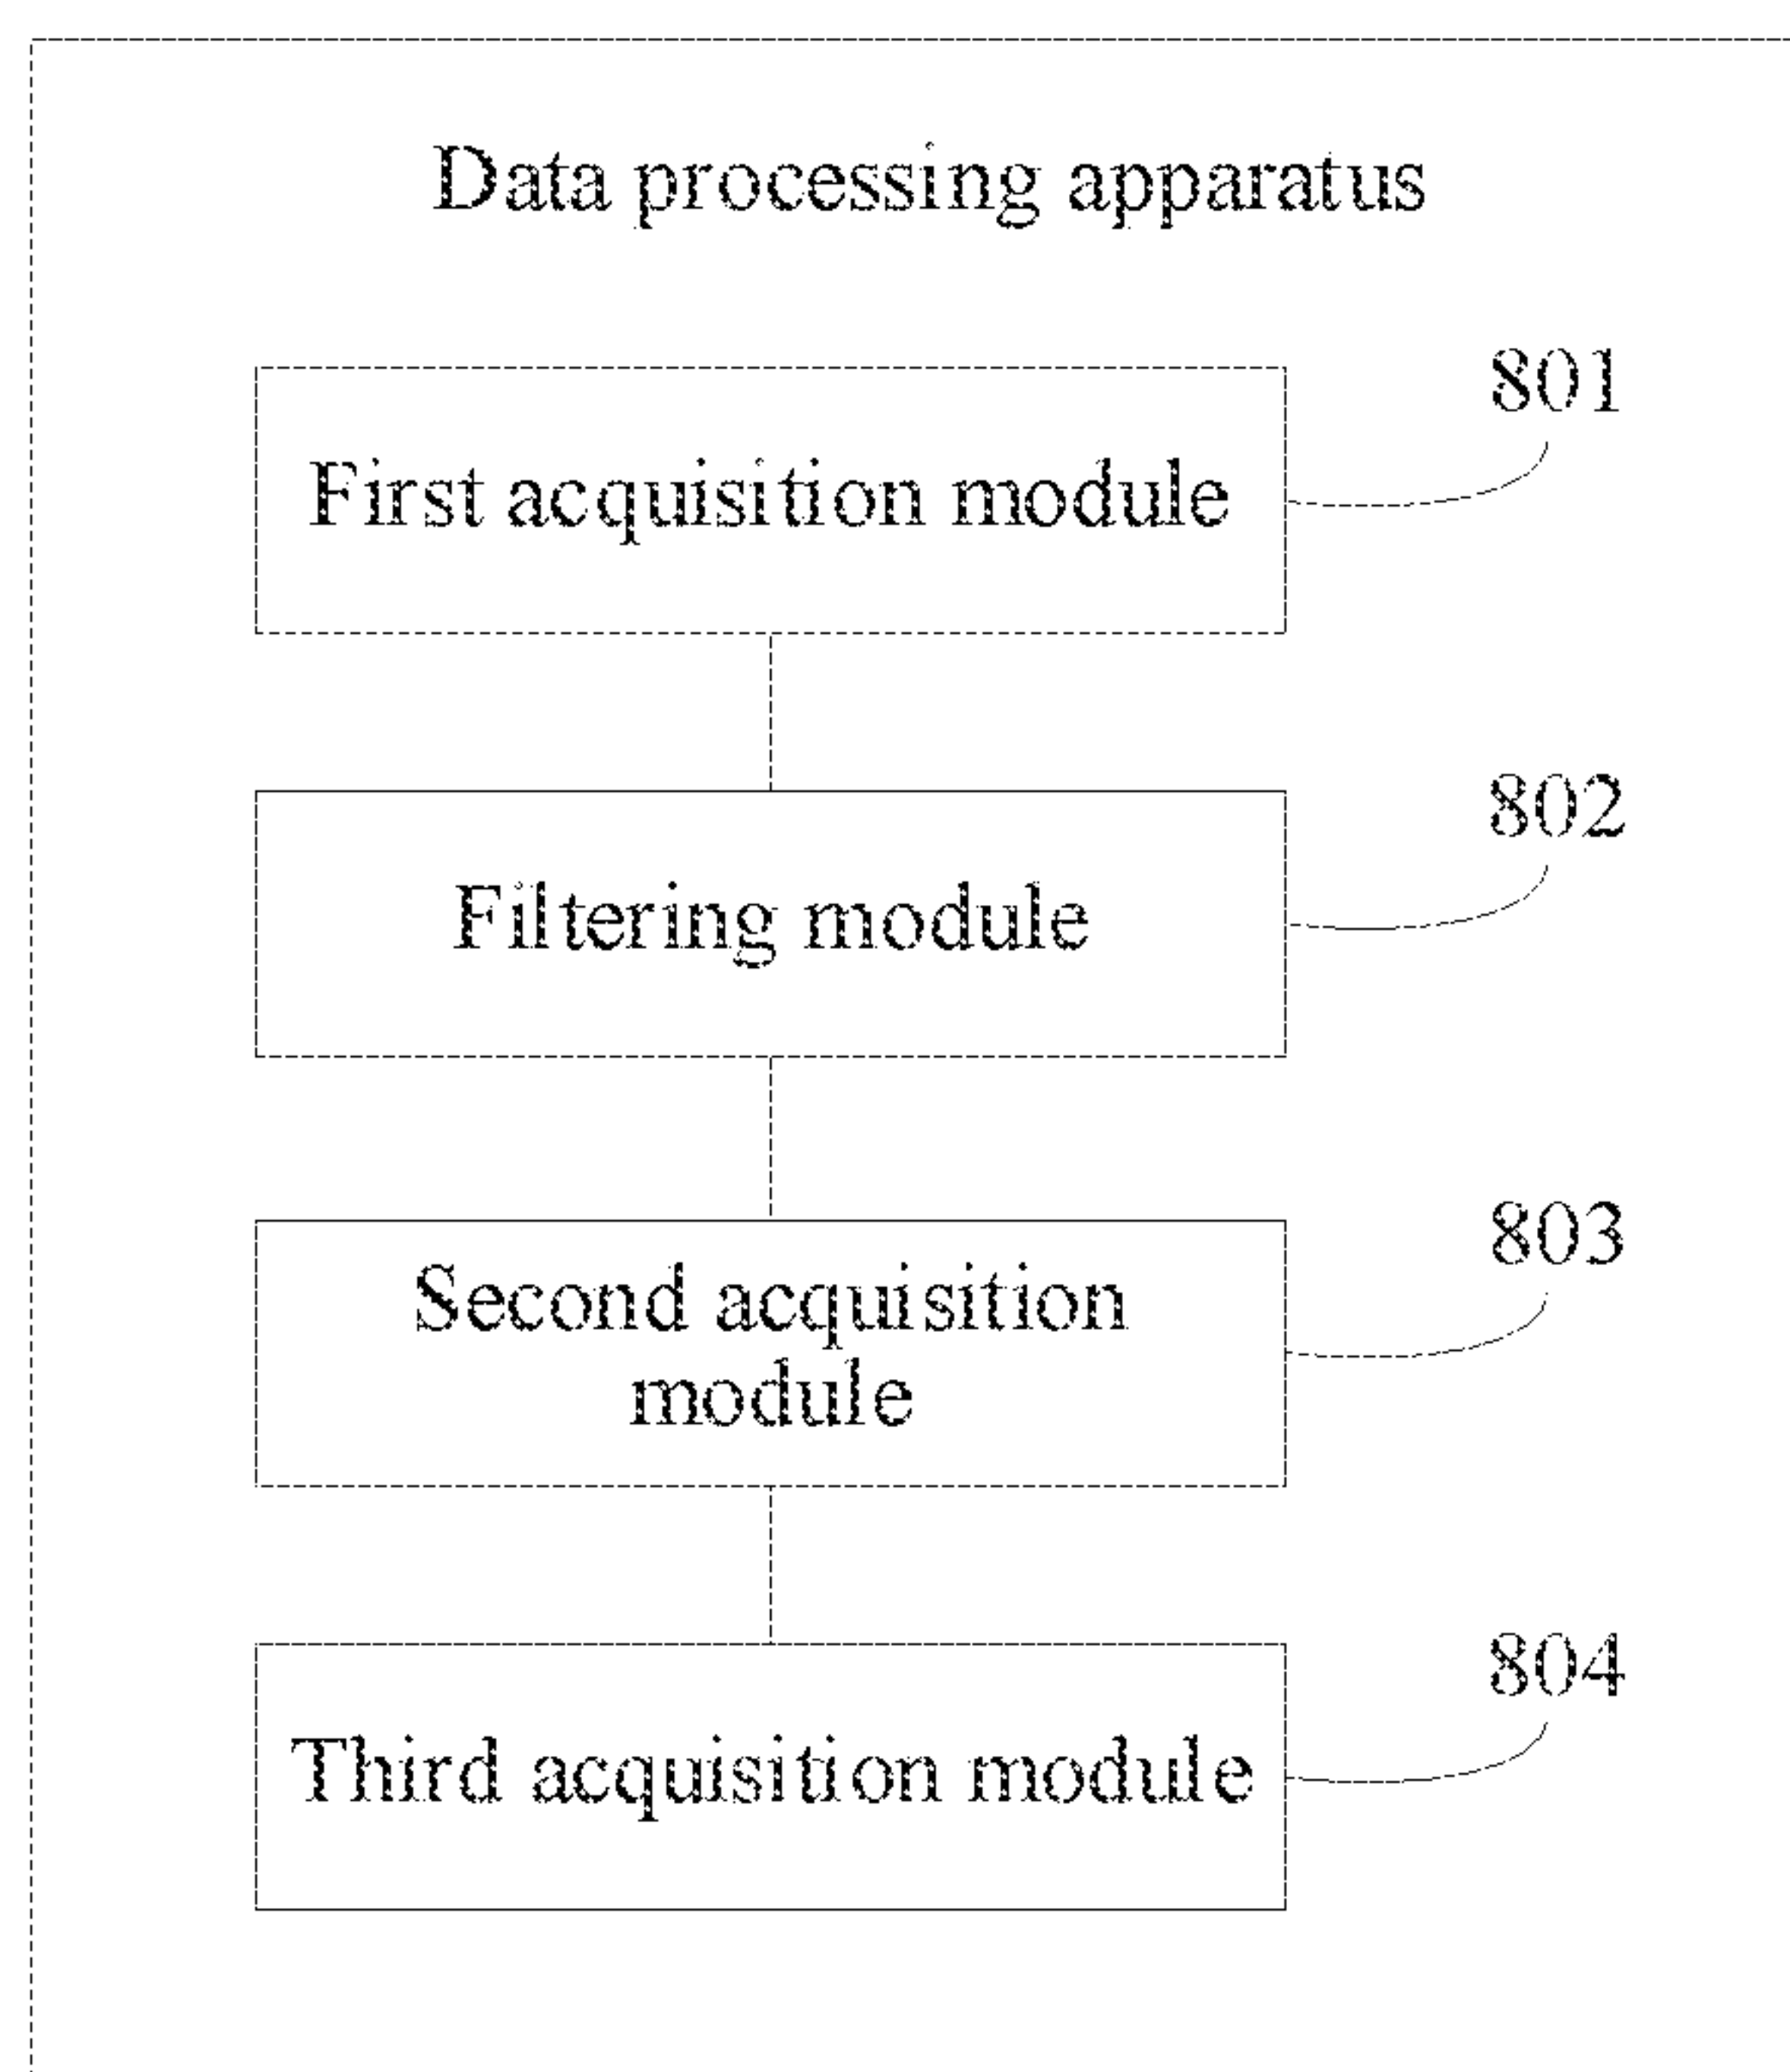 Data processing apparatus
801
First acquisition module
802
Filtering module
803
Second acquisition
module
804
Third acquisition module